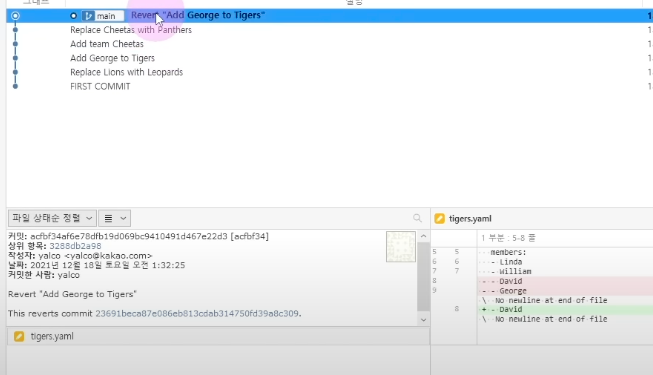 그래프 설명
main Revert "Add George to Tigers" 1
Replace Cheetas with Panthers 1
Add team Cheetas 1
Add George to Tigers 1
Replace Lions with Leopards 1
FIRST COMMIT 1
파일 상태순 정렬
커밋: acfbf34af6e78dfb19d069bc9410491d467e22d3 [acfbf34]
상위 항목: 3288db2a98
작성자: yalco <yalco@kakao.com>
날짜: 2021년 12월 18일 토요일 오전 1:32:25
커밋한 사람: yalco
Revert "Add George to Tigers"
This reverts commit 23691beca87e086eb813cdab314750fd39a8c309.
tigers.yaml
tigers.yaml
1 부분 : 5-8 줄
5 5 members:
6 6 - Linda
7 7 - William
8 - - David
9 - - George
\ No newline at end of file
8 + - David
\ No newline at end of file